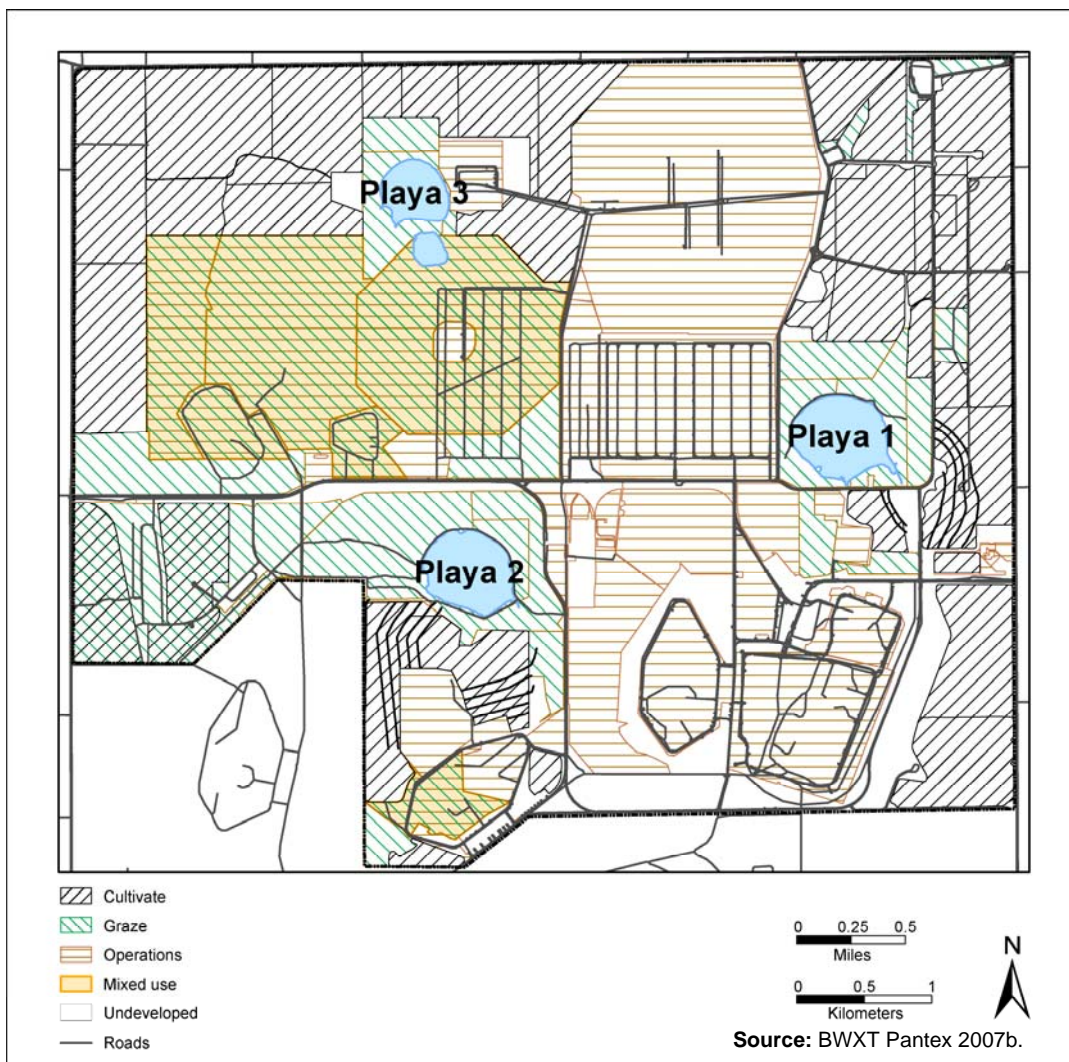 Playa 3
Playa 1
Playa 2
Cultivate
Graze
Operations
Mixed use
Undeveloped
Roads
0 0.25 0.5
Miles
0 0.5 1
Kilometers
N
Source: BWXT Pantex 2007b.